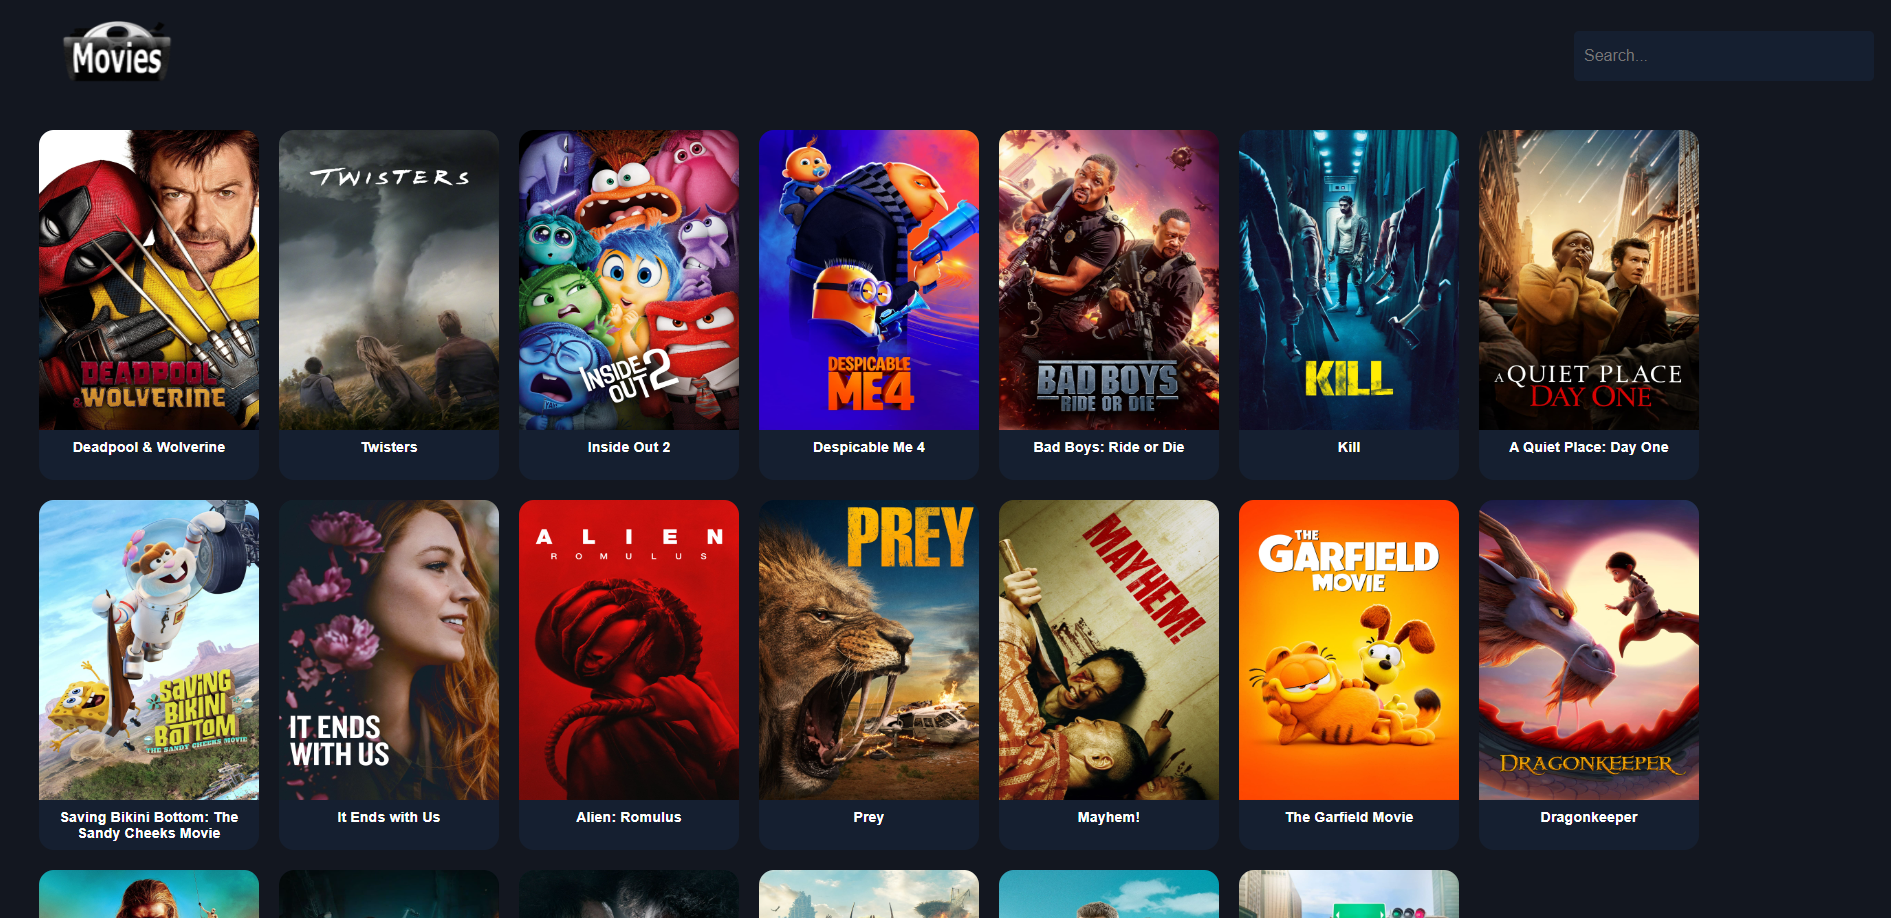 Movies
Search...
DEADPOOL
& WOLVERINE
Deadpool & Wolverine
TWISTERS
Twisters
INSIDE
OUT 2
Inside Out 2
DESPICABLE
ME 4
Despicable Me 4
BAD BOYS
RIDE OR DIE
Bad Boys: Ride or Die
KILL
Kill
A QUIET PLACE
DAY ONE
A Quiet Place: Day One
SAVING
BIKINI
BOTTOM
THE SANDY CHEEKS MOVIE
Saving Bikini Bottom: The
Sandy Cheeks Movie
IT ENDS
WITH US
It Ends with Us
ALIEN
ROMULUS
Alien: Romulus
PREY
Prey
MAYHEM!
Mayhem!
THE
GARFIELD
MOVIE
The Garfield Movie
DRAGONKEEPER
Dragonkeeper